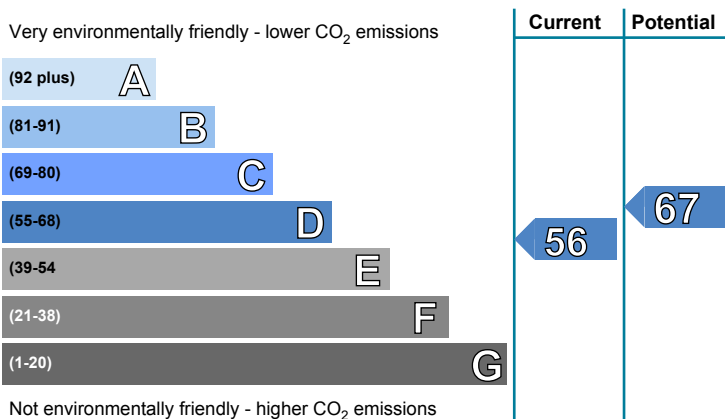 Very environmentally friendly - lower CO2 emissions
Current
Potential
(92 plus) A
(81-91) B
(69-80) C
(55-68) D
(39-54 E
(21-38) F
(1-20) G
56
67
Not environmentally friendly - higher CO2 emissions